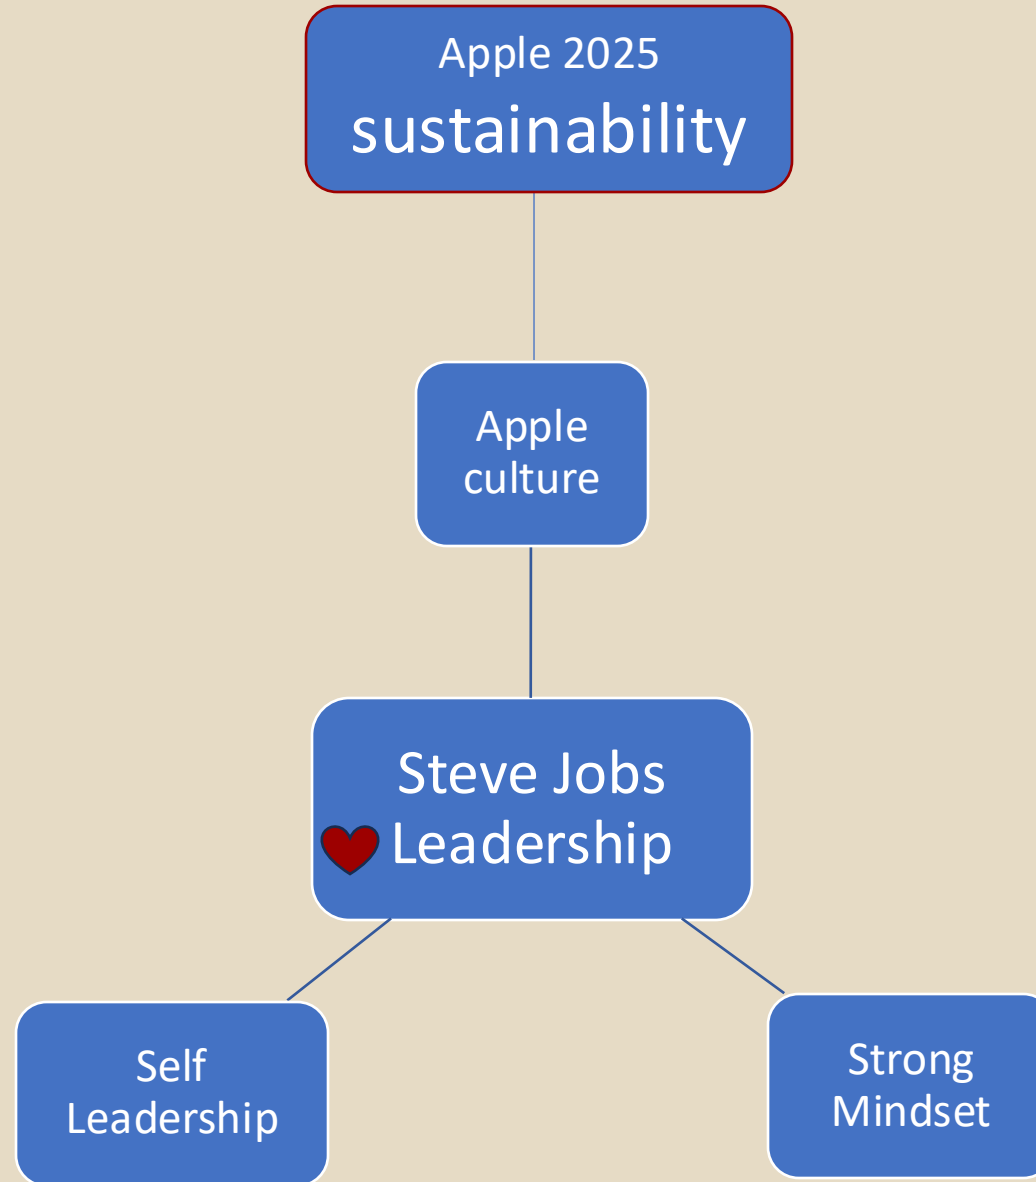 Apple 2025
sustainability
Apple
culture
Steve Jobs
Leadership
Self
Leadership
Strong
Mindset